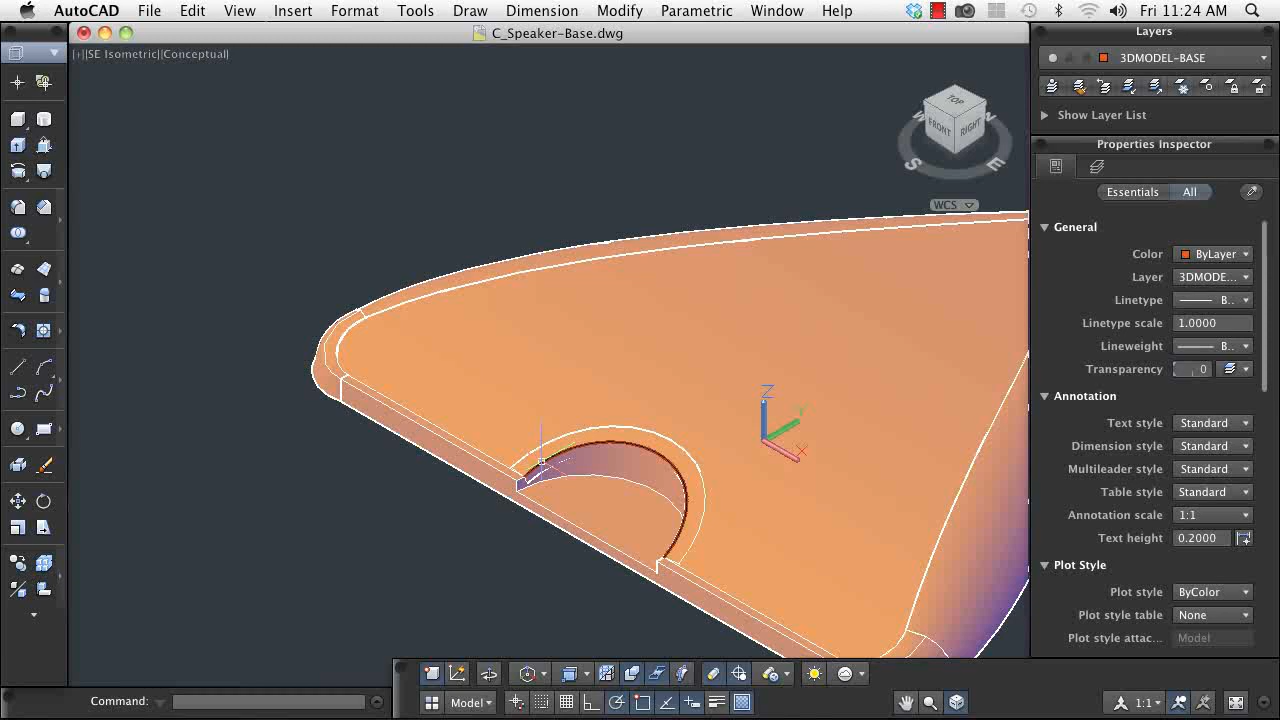 AutoCAD File Edit View Insert Format Tools Draw Dimension Modify Parametric Window Help Fri 11:24 AM
C_Speaker-Base.dwg
[+][SE Isometric][Conceptual]
Layers
3DMODEL-BASE
Show Layer List
Properties Inspector
Essentials All
TOP
FRONT RIGHT
W N
S E
WCS
General
Color ByLayer
Layer 3DMODE...
Linetype B..
Linetype scale 1.0000
Lineweight B..
Transparency 0
Annotation
Text style Standard
Dimension style Standard
Multileader style Standard
Table style Standard
Annotation scale 1:1
Text height 0.2000
Plot Style
Plot style ByColor
Plot style table None
Plot style attac... Model
Z
Y
X
Command:
Model
1:1